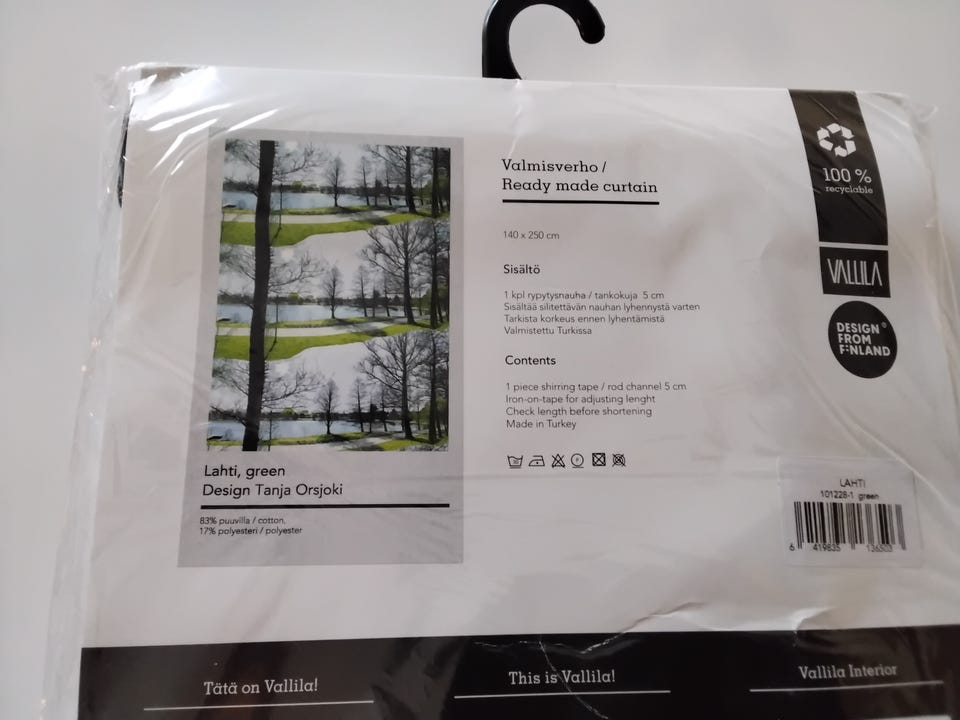 Valmisverho /
Ready made curtain
140 x 250 cm
Sisältö
1 kpl rypytysnauha / tankokuja 5 cm
Sisältää silitettävän nauhan lyhennystä varten
Tarkista korkeus ennen lyhentämistä
Valmistettu Turkissa
Contents
1 piece shirring tape / rod channel 5 cm
Iron-on-tape for adjusting lenght
Check length before shortening
Made in Turkey
Lahti, green
Design Tanja Orsjoki
83% puuvilla / cotton,
17% polyesteri / polyester
100 %
recyclable
VALLILA
DESIGN
FROM
FINLAND
LAHTI
101228-1 green
6 419835 136503
Tätä on Vallila!
This is Vallila!
Vallila Interior